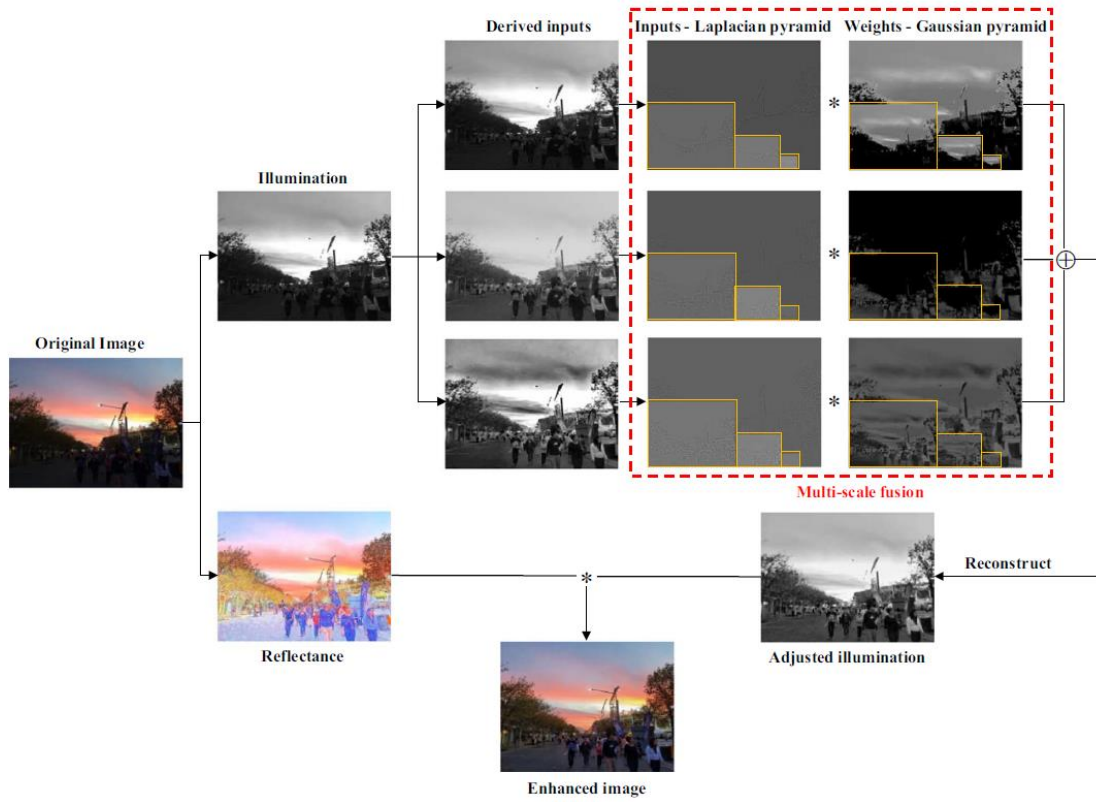 Derived inputs
Inputs - Laplacian pyramid
Weights - Gaussian pyramid
*
Illumination
*
Original Image
*
Multi-scale fusion
Reconstruct
*
Reflectance
Adjusted illumination
Enhanced image